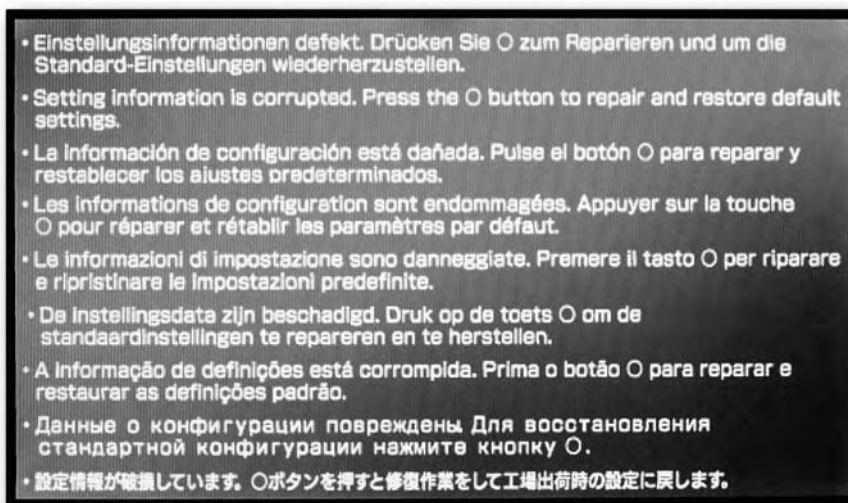 • Einstellungsinformationen defekt. Drücken Sie O zum Reparieren und um die
Standard-Einstellungen wiederherzustellen.
• Setting information is corrupted. Press the O button to repair and restore default
settings.
• La información de configuración está dañada. Pulse el botón O para reparar y
restablecer los ajustes predeterminados.
• Les informations de configuration sont endommagées. Appuyer sur la touche
O pour réparer et rétablir les paramètres par défaut.
• Le informazioni di impostazione sono danneggiate. Premere il tasto O per riparare
e ripristinare le impostazioni predefinite.
• De instellingsdata zijn beschadigd. Druk op de toets O om de
standaardinstellingen te repareren en te herstellen.
• A informação de definições está corrompida. Prima o botão O para reparar e
restaurar as definições padrão.
• Данные о конфигурации повреждены. Для восстановления
стандартной конфигурации нажмите кнопку O.
• 設定情報が破損しています。○ボタンを押すと修復作業をして工場出荷時の設定に戻します。